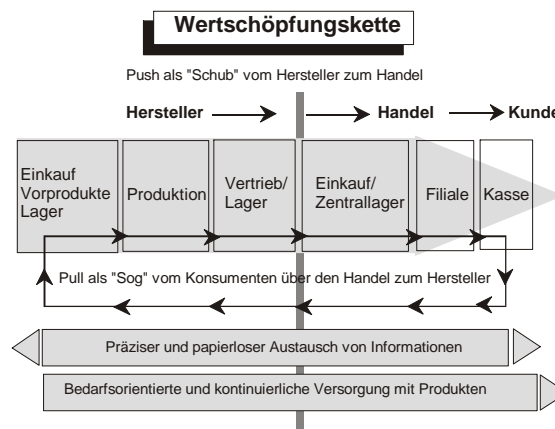 Wertschöpfungskette
Push als "Schub" vom Hersteller zum Handel
Hersteller Handel Kunde
Einkauf
Vorprodukte
Lager
Produktion
Vertrieb/
Lager
Einkauf/
Zentrallager
Filiale
Kasse
Pull als "Sog" vom Konsumenten über den Handel zum Hersteller
Präziser und papierloser Austausch von Informationen
Bedarfsorientierte und kontinuierliche Versorgung mit Produkten